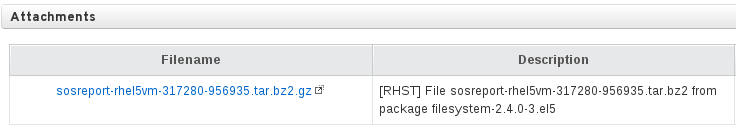 Attachments
Filename Description
sosreport-rhel5vm-317280-956935.tar.bz2.gz [RHST] File sosreport-rhel5vm-317280-956935.tar.bz2 from
package filesystem-2.4.0-3.el5